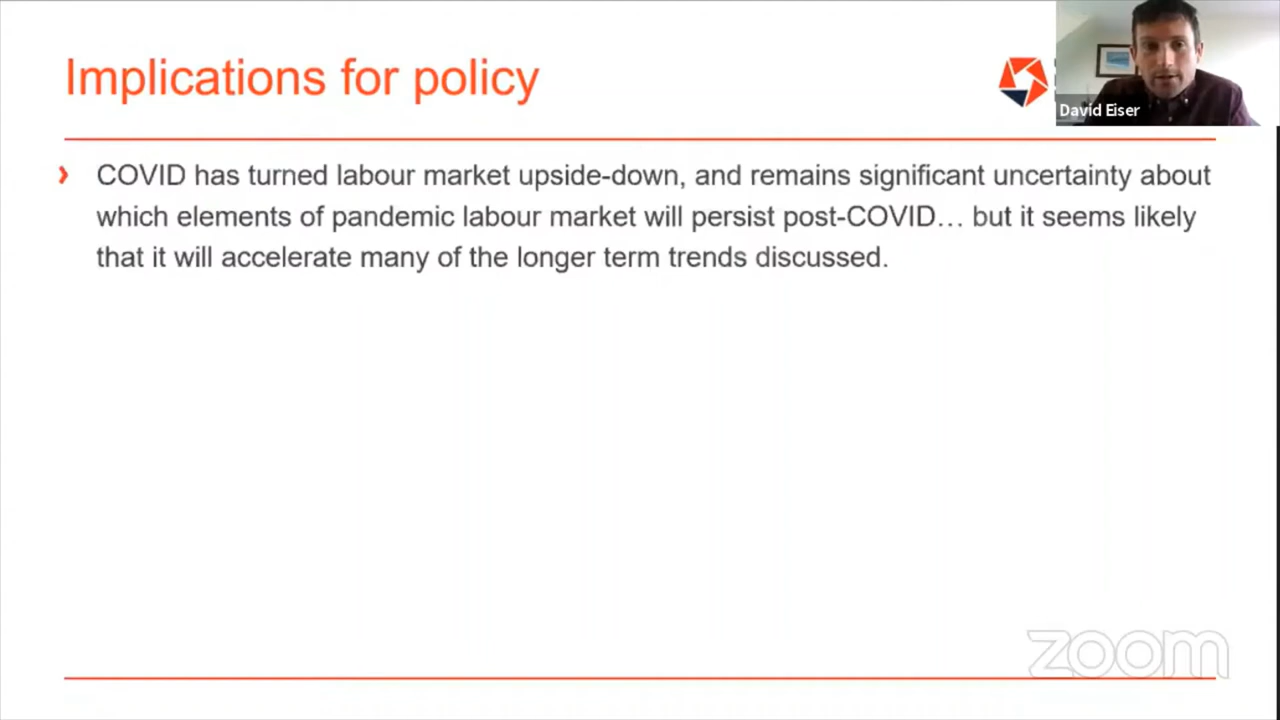 Implications for policy
David Eiser
› COVID has turned labour market upside-down, and remains significant uncertainty about
which elements of pandemic labour market will persist post-COVID… but it seems likely
that it will accelerate many of the longer term trends discussed.
zoom